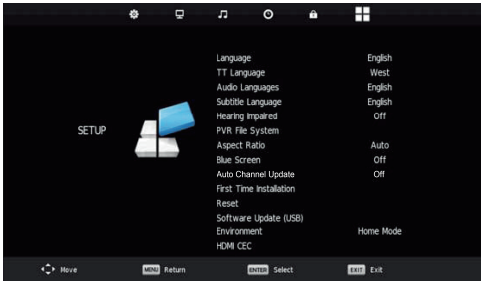 SETUP
Language English
TT Language West
Audio Languages English
Subtitle Language English
Hearing Impaired Off
PVR File System
Aspect Ratio Auto
Blue Screen Off
Auto Channel Update Off
First Time Installation
Reset
Software Update (USB)
Environment Home Mode
HDMI CEC
Move MENU Return ENTER Select EXIT Exit